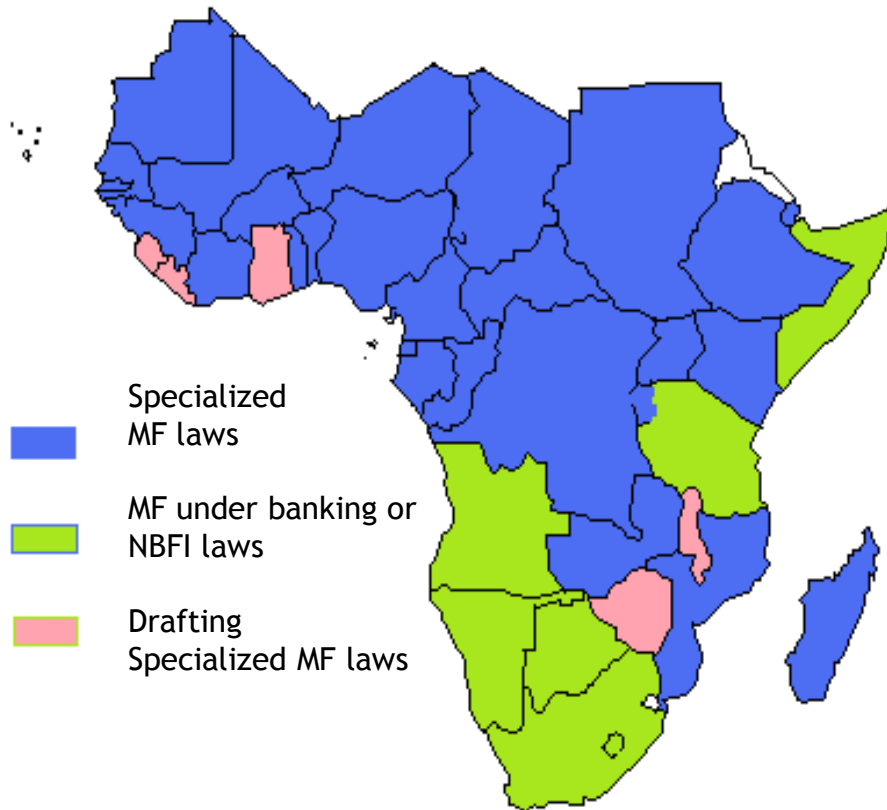 Specialized
MF laws
MF under banking or
NBFI laws
Drafting
Specialized MF laws